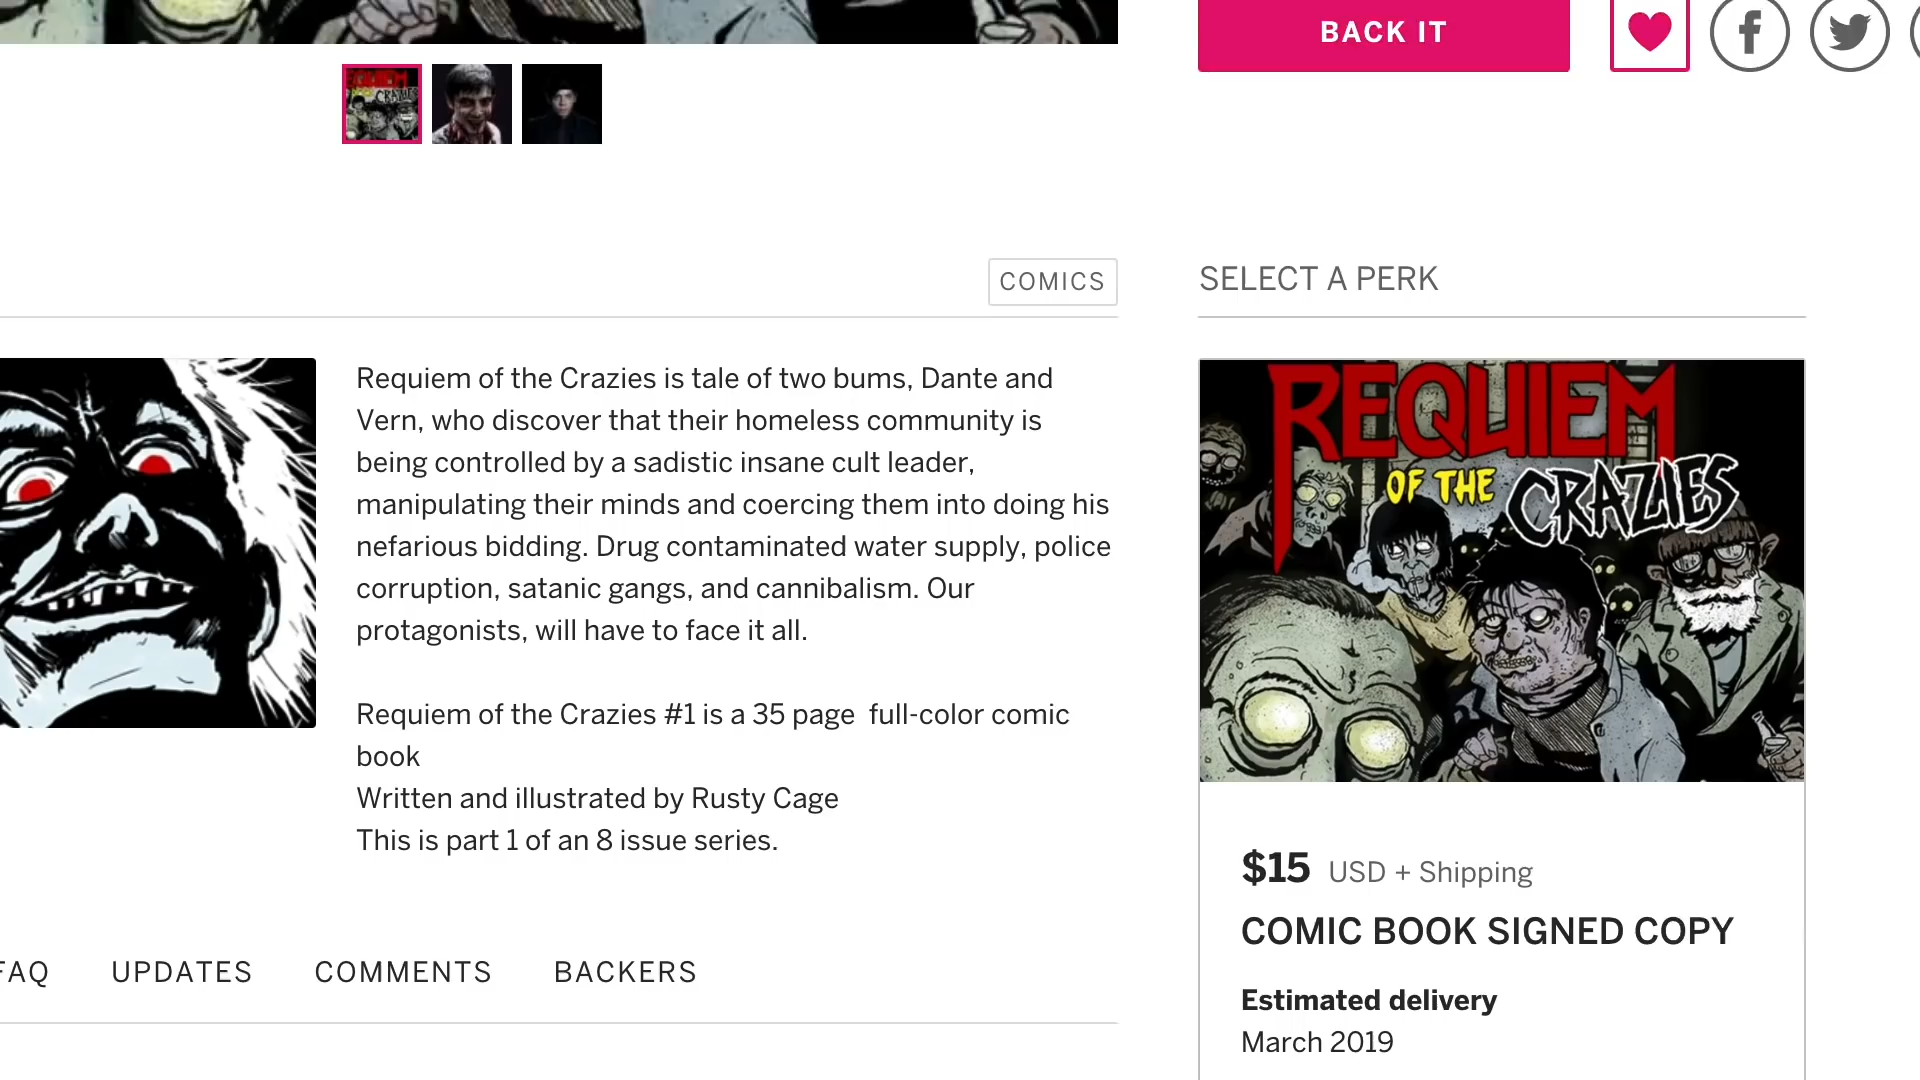 BACK IT
COMICS
SELECT A PERK
Requiem of the Crazies is tale of two bums, Dante and
Vern, who discover that their homeless community is
being controlled by a sadistic insane cult leader,
manipulating their minds and coercing them into doing his
nefarious bidding. Drug contaminated water supply, police
corruption, satanic gangs, and cannibalism. Our
protagonists, will have to face it all.
Requiem of the Crazies #1 is a 35 page  full-color comic
book
Written and illustrated by Rusty Cage
This is part 1 of an 8 issue series.
FAQ UPDATES COMMENTS BACKERS
REQUIEM
OF THE CRAZIES
$15 USD + Shipping
COMIC BOOK SIGNED COPY
Estimated delivery
March 2019